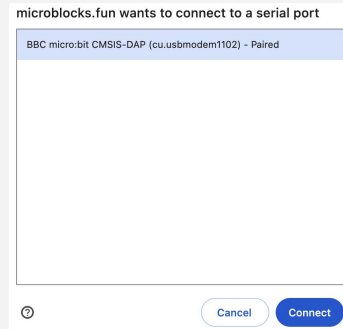 microblocks.fun wants to connect to a serial port
BBC micro:bit CMSIS-DAP (cu.usbmodem1102) - Paired
?
Cancel
Connect